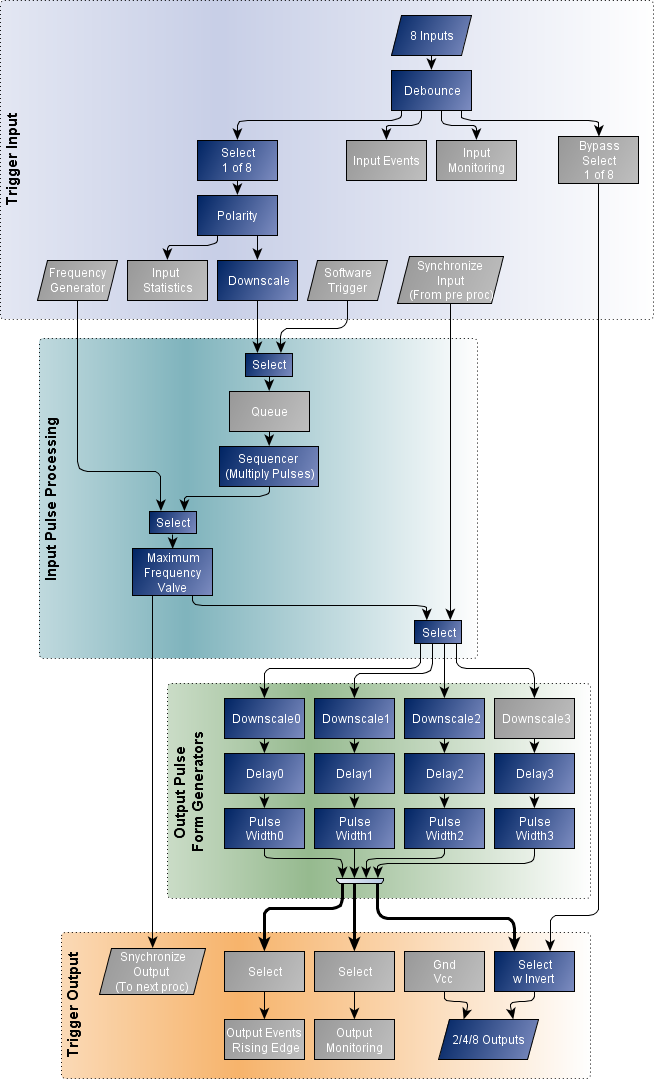 Trigger Input
8 Inputs
Debounce
Select
1 of 8
Input Events
Input
Monitoring
Bypass
Select
1 of 8
Polarity
Frequency
Generator
Input
Statistics
Downscale
Software
Trigger
Synchronize
Input
(From pre proc)
Input Pulse Processing
Select
Queue
Sequencer
(Multiply Pulses)
Select
Maximum
Frequency
Valve
Select
Output Pulse
Form Generators
Downscale0
Downscale1
Downscale2
Downscale3
Delay0
Delay1
Delay2
Delay3
Pulse
Width0
Pulse
Width1
Pulse
Width2
Pulse
Width3
Trigger Output
Snychronize
Output
(To next proc)
Select
Select
Gnd
Vcc
Select
w Invert
Output Events
Rising Edge
Output
Monitoring
2/4/8 Outputs